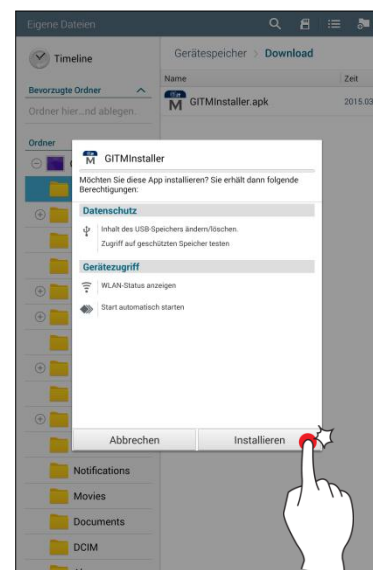 Eigene Dateien
Timeline
Gerätespeicher > Download
Name
Zeit
Bevorzugte Ordner
GITMInstaller.apk
2015.03
Ordner hier...nd ablegen.
Ordner
GITMInstaller
Möchten Sie diese App installieren? Sie erhält dann folgende
Berechtigungen:
Datenschutz
Inhalt des USB-Speichers ändern/löschen.
Zugriff auf geschützten Speicher testen
Gerätezugriff
WLAN-Status anzeigen
Start automatisch starten
Abbrechen
Installieren
Notifications
Movies
Documents
DCIM